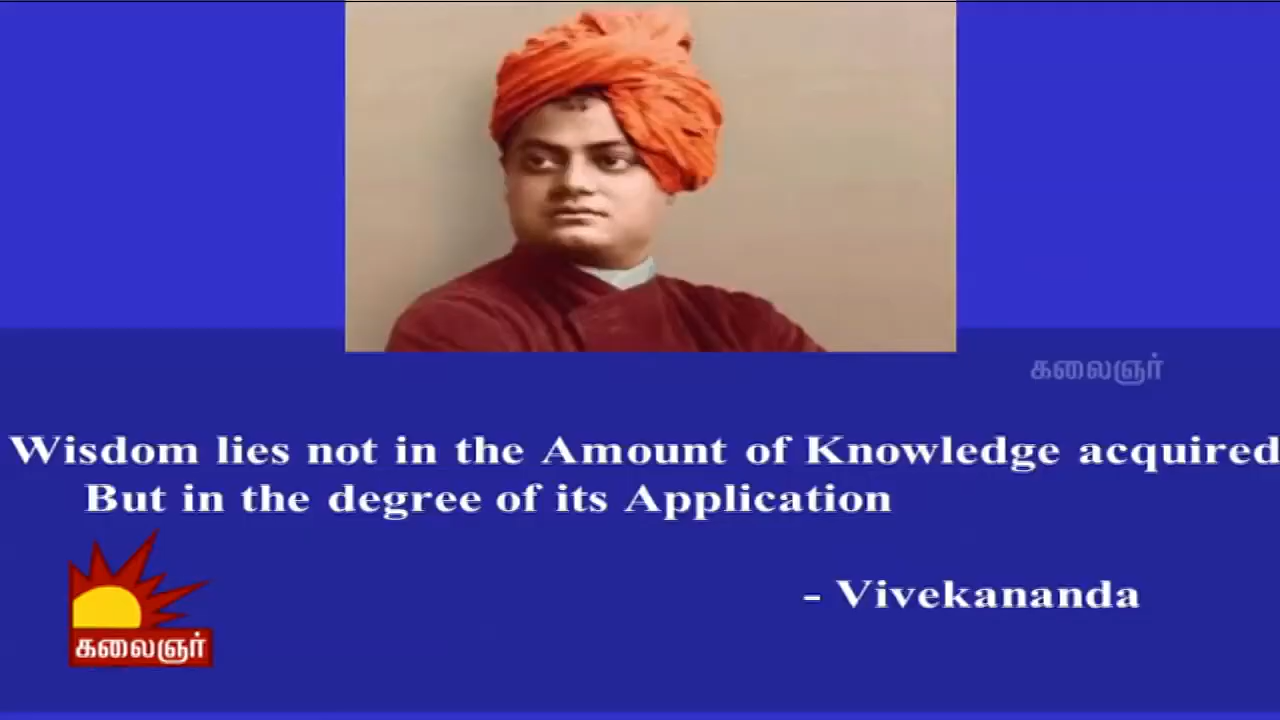 கலைஞர்
Wisdom lies not in the Amount of Knowledge acquired
But in the degree of its Application
- Vivekananda
கலைஞர்